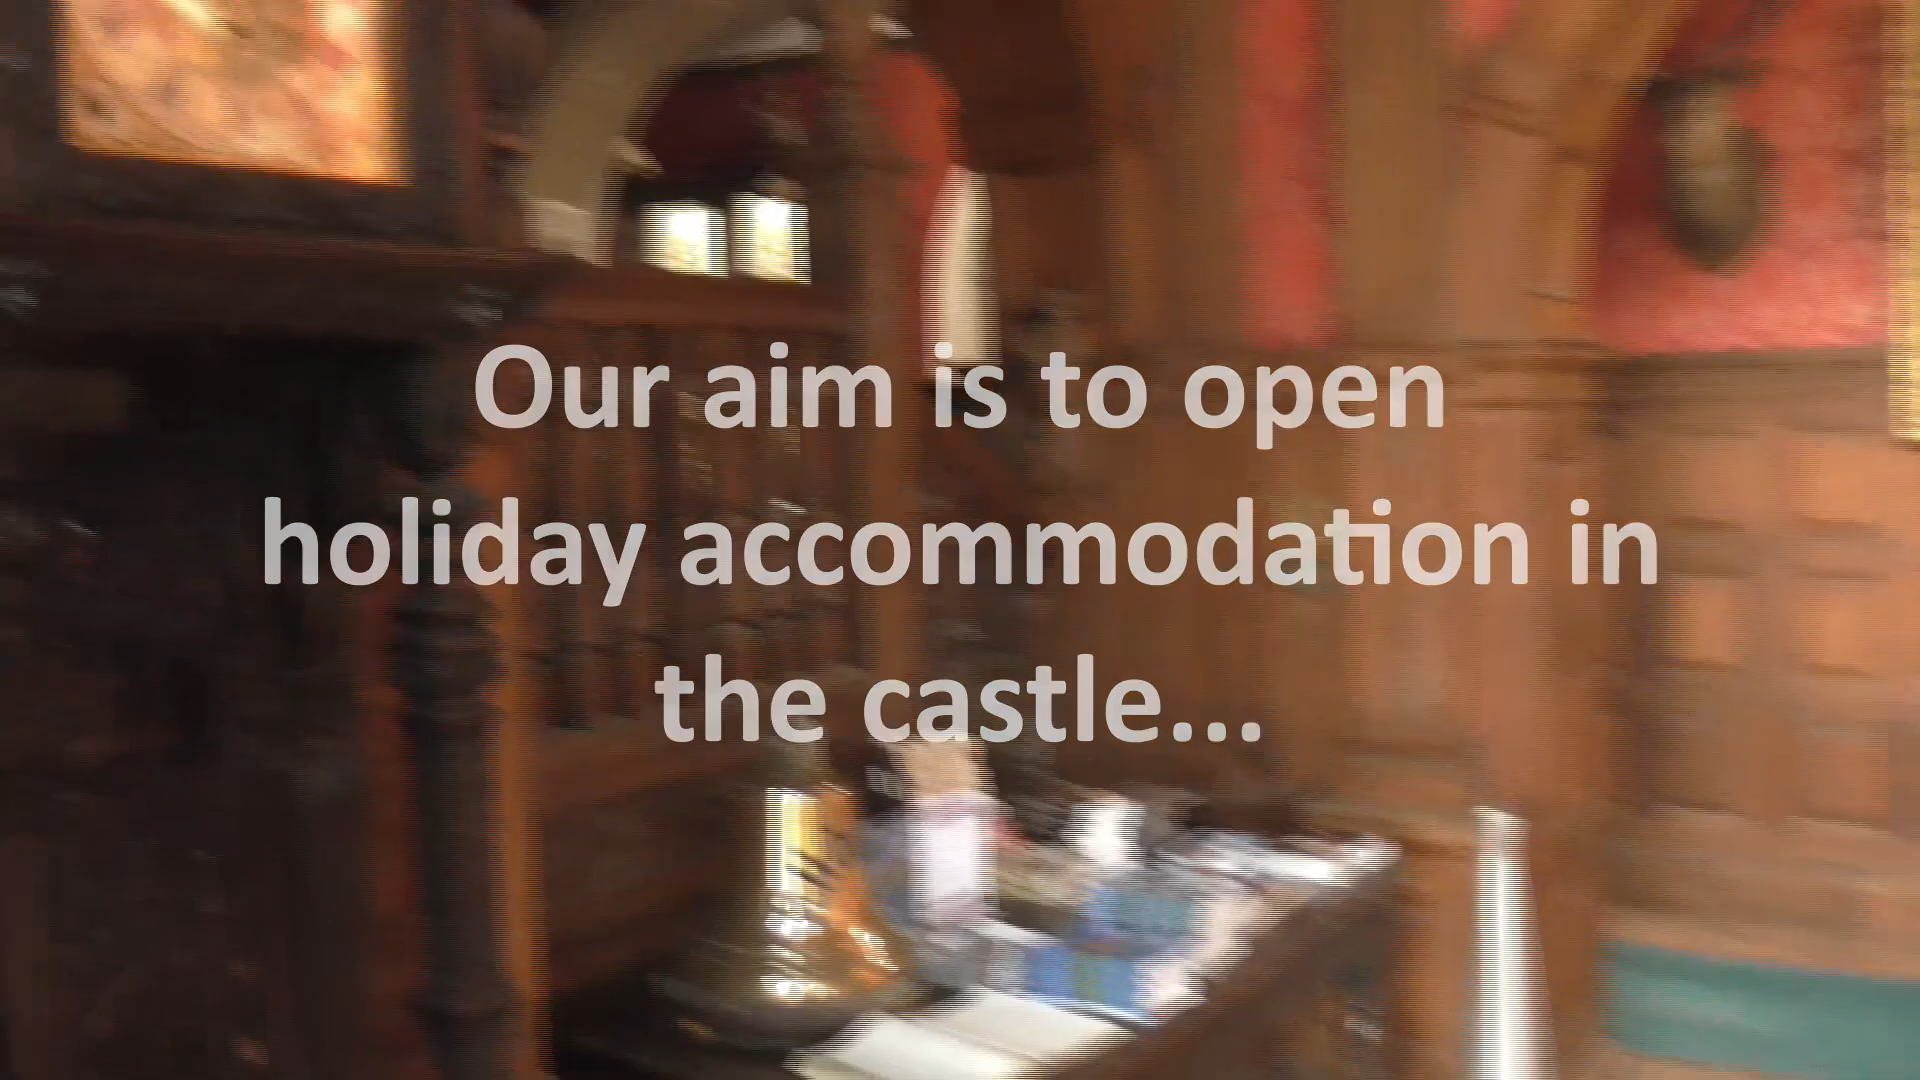 Our aim is to open
holiday accommodation in
the castle...